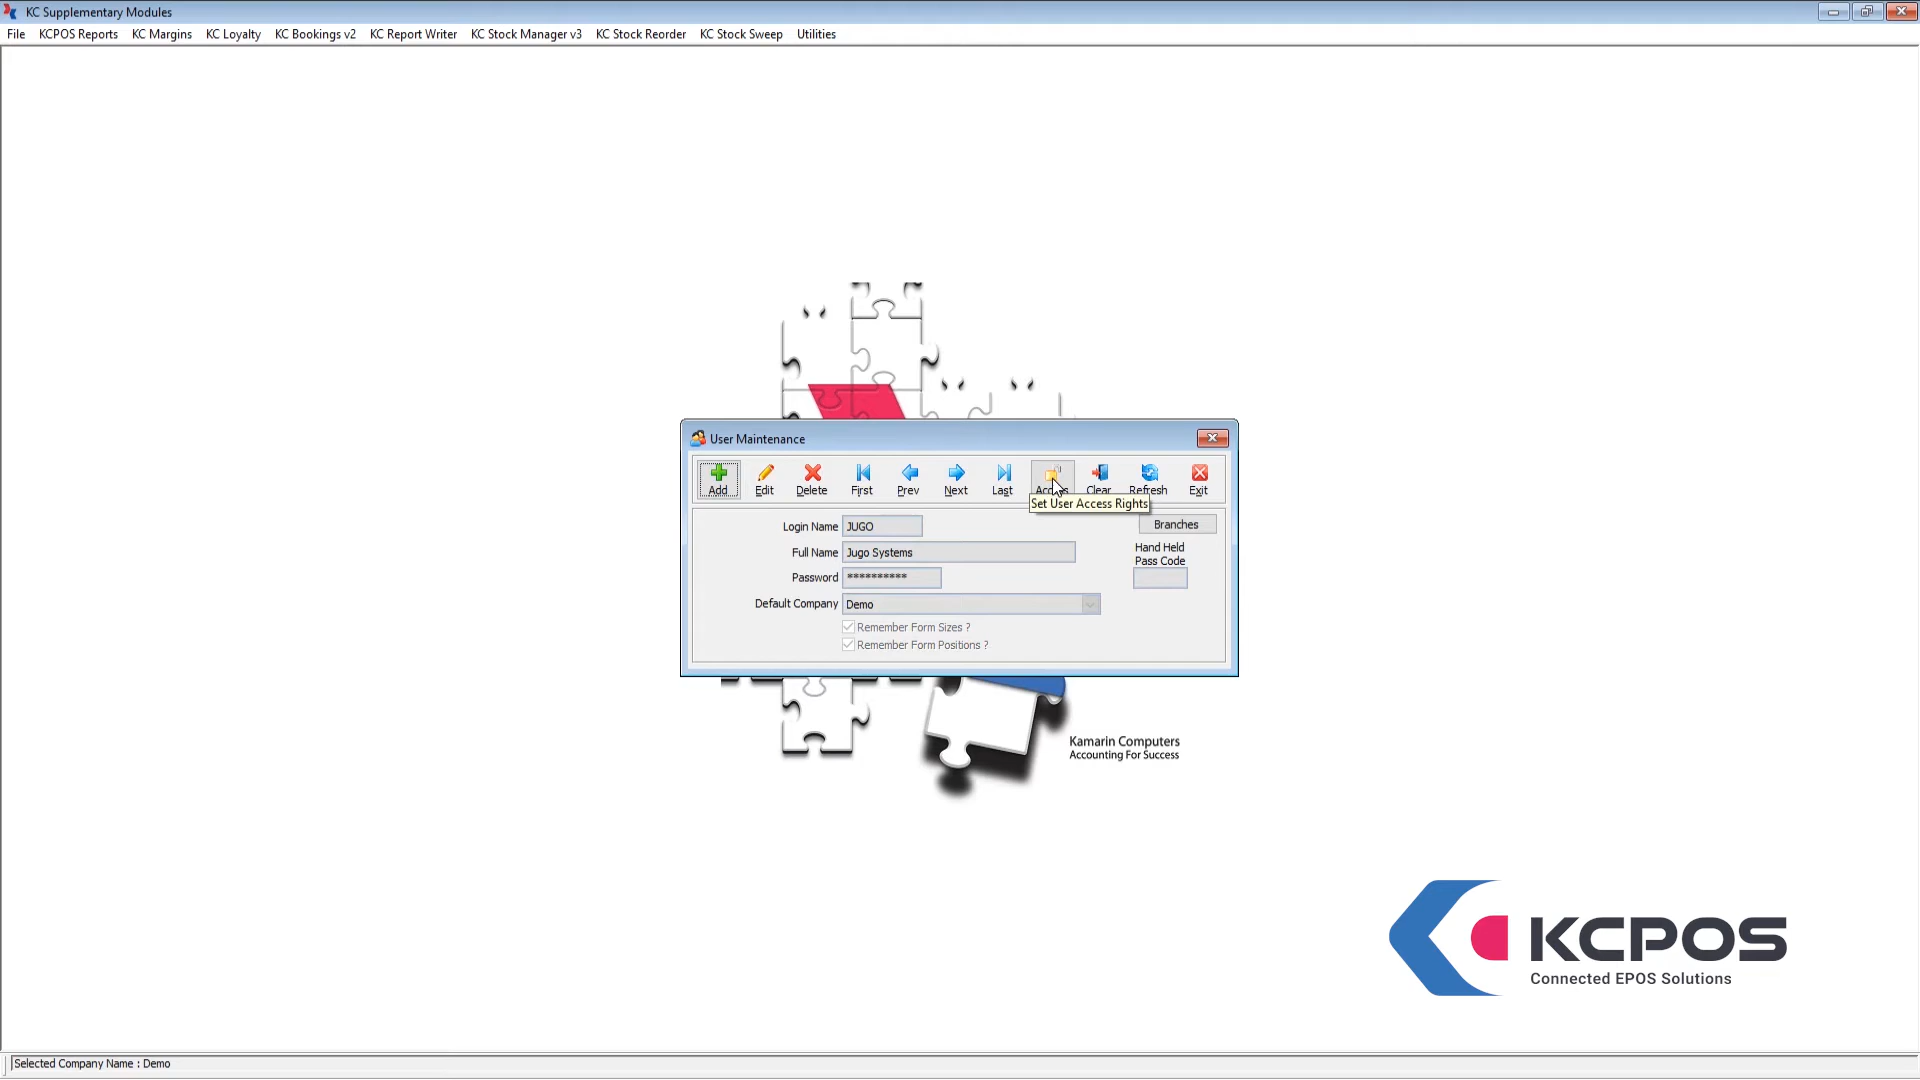 KC Supplementary Modules
File KCPOS Reports KC Margins KC Loyalty KC Bookings v2 KC Report Writer KC Stock Manager v3 KC Stock Reorder KC Stock Sweep Utilities
User Maintenance
Add Edit Delete First Prev Next Last Access Clear Refresh Exit
Set User Access Rights
Login Name JUGO
Branches
Full Name Jugo Systems
Hand Held
Pass Code
Password **********
Default Company Demo
Remember Form Sizes ?
Remember Form Positions ?
Kamarin Computers
Accounting For Success
KCPOS
Connected EPOS Solutions
Selected Company Name : Demo